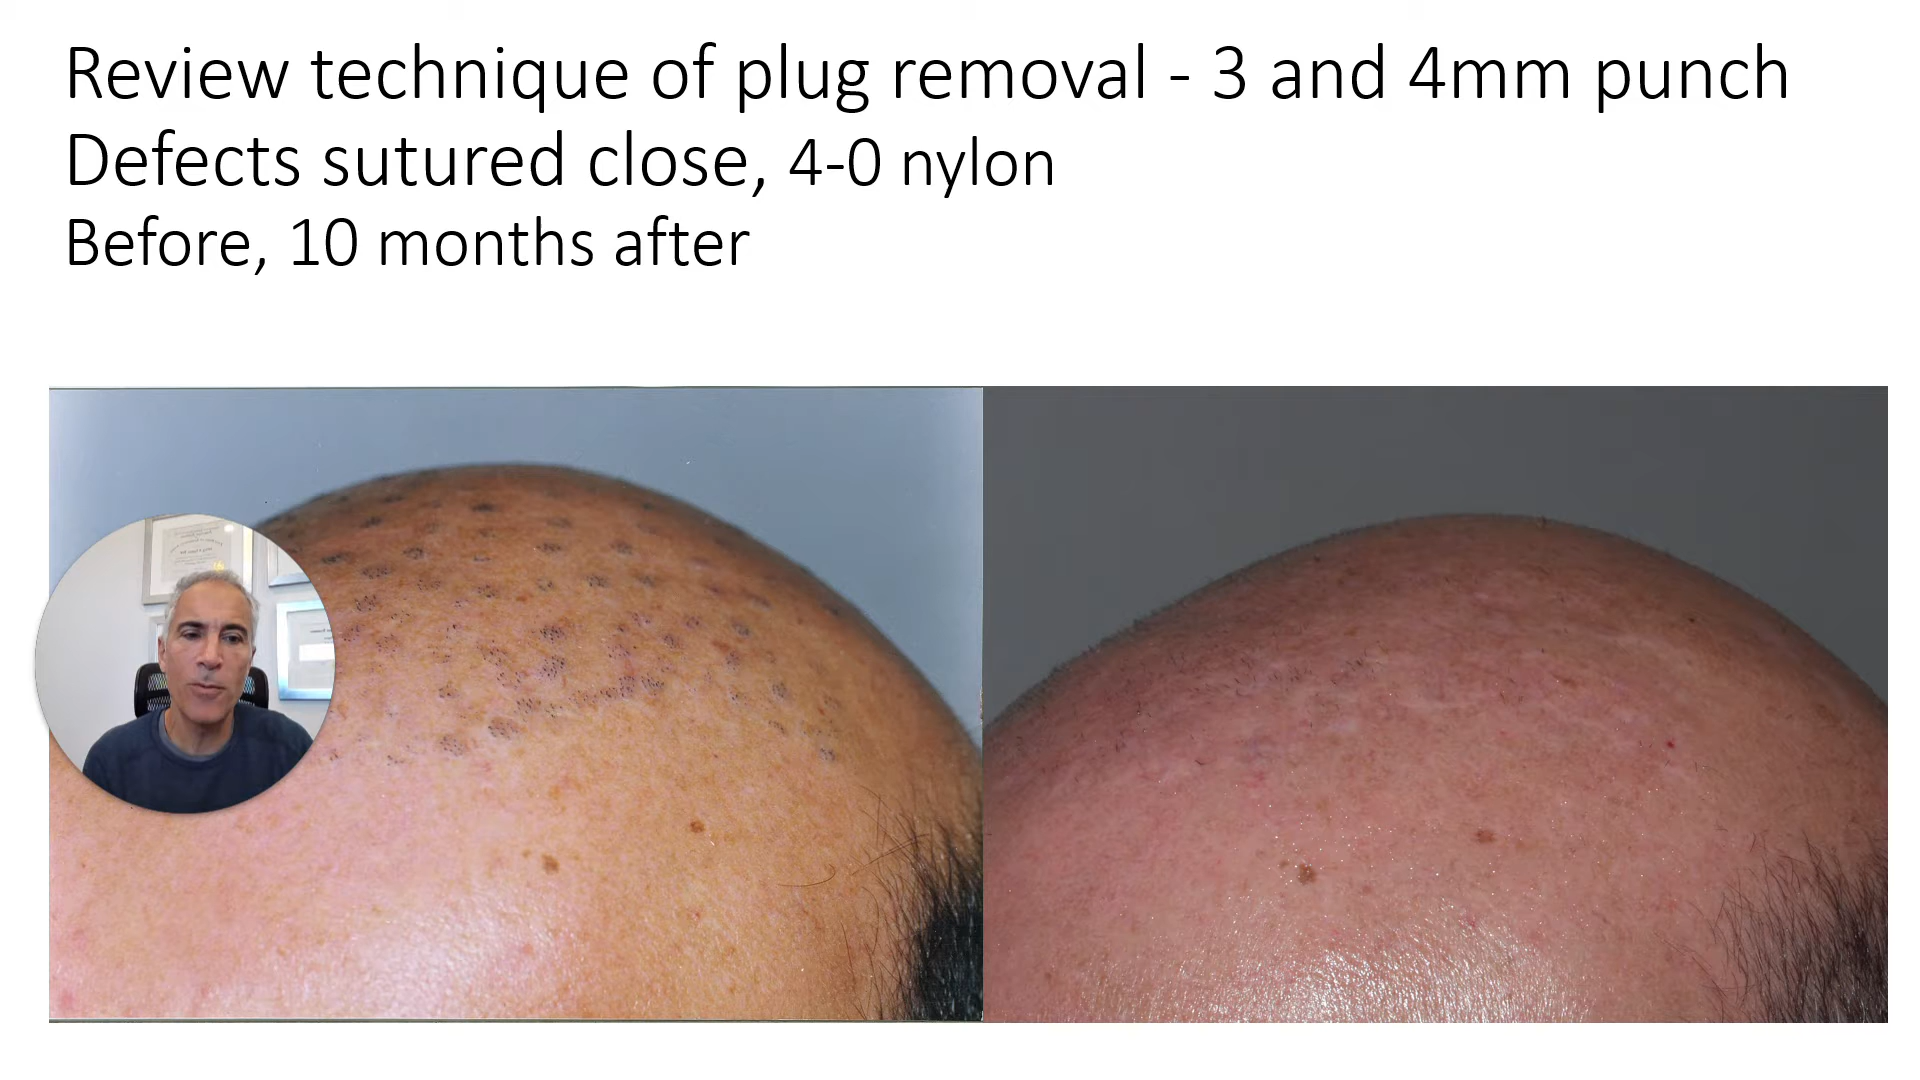 Review technique of plug removal - 3 and 4mm punch
Defects sutured close, 4-0 nylon
Before, 10 months after